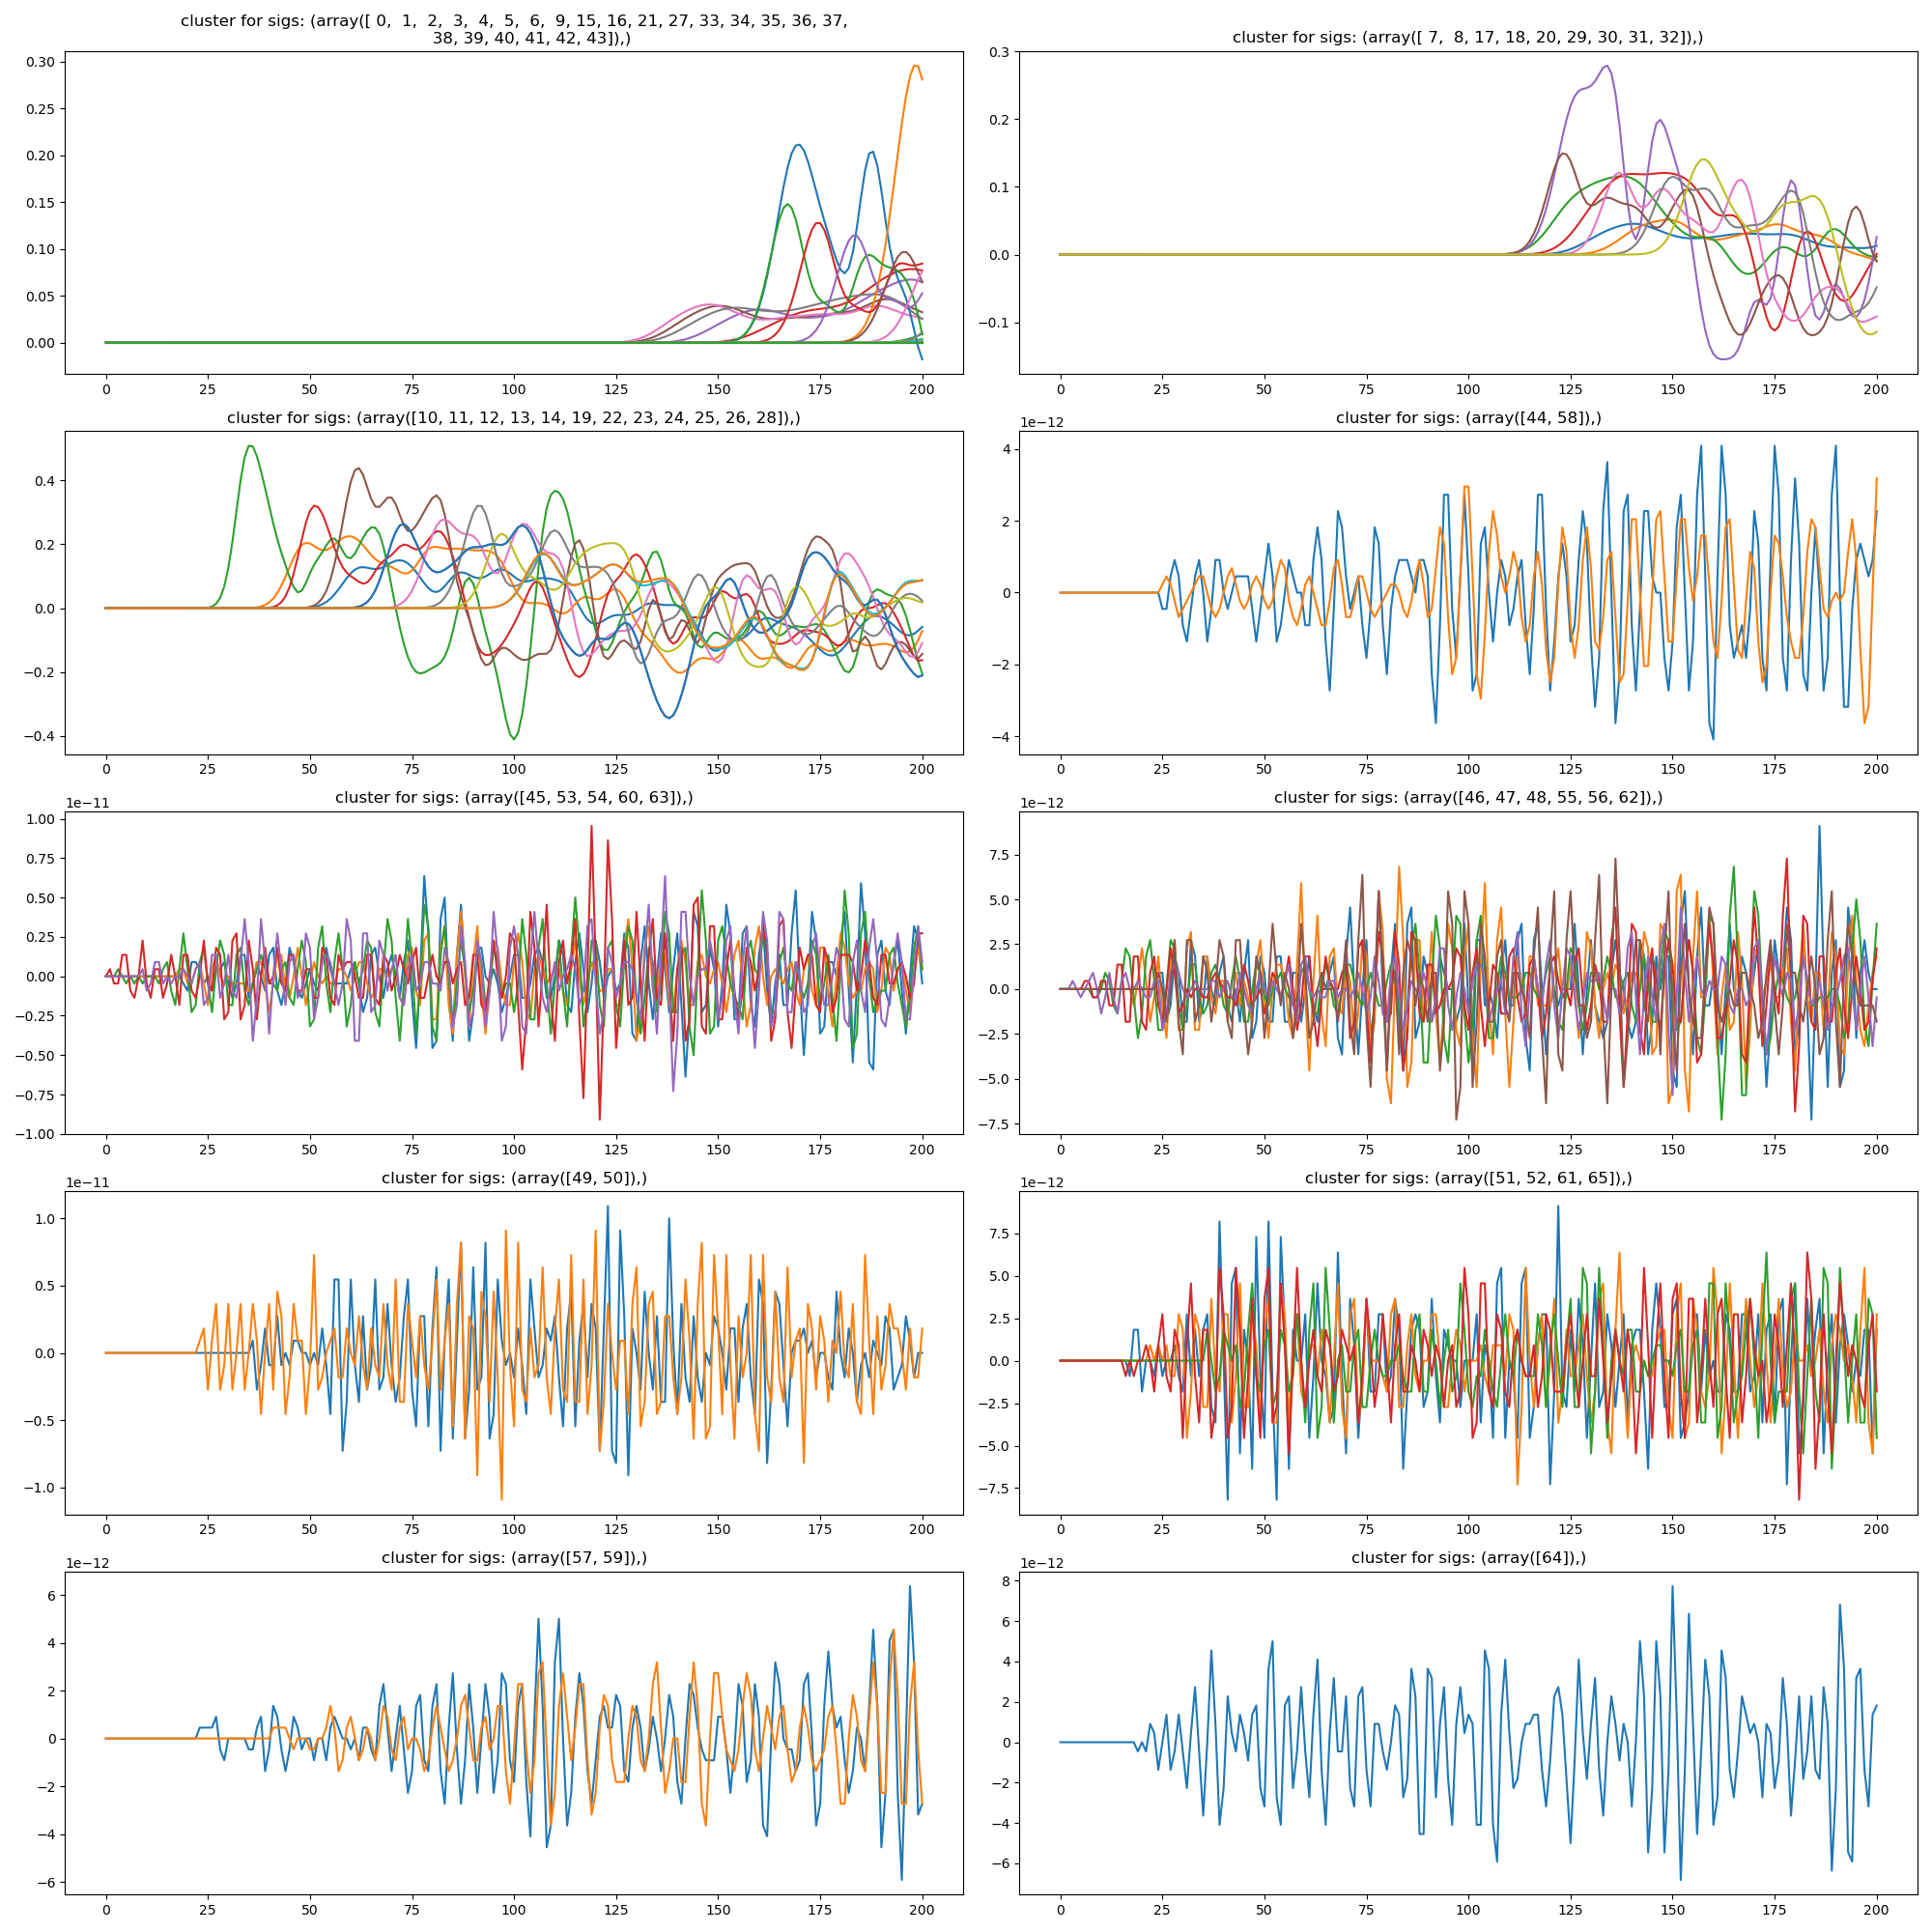 cluster for sigs: (array([ 0,  1,  2,  3,  4,  5,  6,  9, 15, 16, 21, 27, 33, 34, 35, 36, 37,
38, 39, 40, 41, 42, 43]),)
0.30
0.25
0.20
0.15
0.10
0.05
0.00
0 25 50 75 100 125 150 175 200
cluster for sigs: (array([ 7,  8, 17, 18, 20, 29, 30, 31, 32]),)
0.3
0.2
0.1
0.0
−0.1
0 25 50 75 100 125 150 175 200
cluster for sigs: (array([10, 11, 12, 13, 14, 19, 22, 23, 24, 25, 26, 28]),)
0.4
0.2
0.0
−0.2
−0.4
0 25 50 75 100 125 150 175 200
cluster for sigs: (array([44, 58]),)
1e−12
4
2
0
−2
−4
0 25 50 75 100 125 150 175 200
cluster for sigs: (array([45, 53, 54, 60, 63]),)
1e−11
1.00
0.75
0.50
0.25
0.00
−0.25
−0.50
−0.75
−1.00
0 25 50 75 100 125 150 175 200
cluster for sigs: (array([46, 47, 48, 55, 56, 62]),)
1e−12
7.5
5.0
2.5
0.0
−2.5
−5.0
−7.5
0 25 50 75 100 125 150 175 200
cluster for sigs: (array([49, 50]),)
1e−11
1.0
0.5
0.0
−0.5
−1.0
0 25 50 75 100 125 150 175 200
cluster for sigs: (array([51, 52, 61, 65]),)
1e−12
7.5
5.0
2.5
0.0
−2.5
−5.0
−7.5
0 25 50 75 100 125 150 175 200
cluster for sigs: (array([57, 59]),)
1e−12
6
4
2
0
−2
−4
−6
0 25 50 75 100 125 150 175 200
cluster for sigs: (array([64]),)
1e−12
8
6
4
2
0
−2
−4
−6
0 25 50 75 100 125 150 175 200